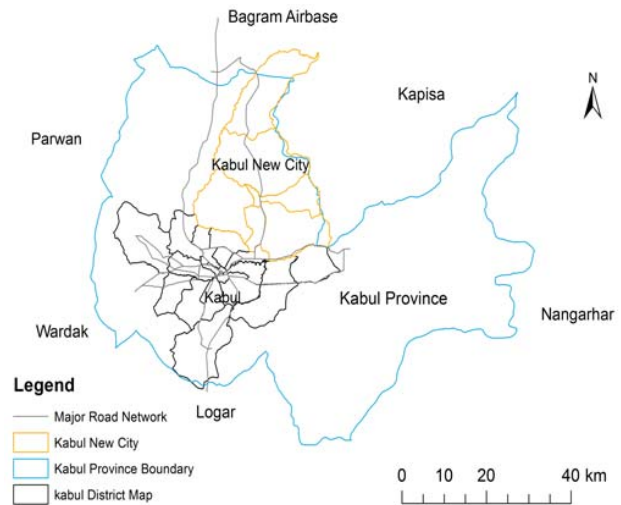 Bagram Airbase
N
Kapisa
Parwan
Kabul New City
Kabul
Kabul Province
Nangarhar
Wardak
Legend
Logar
Major Road Network
Kabul New City
Kabul Province Boundary
kabul District Map
0 10 20 40 km